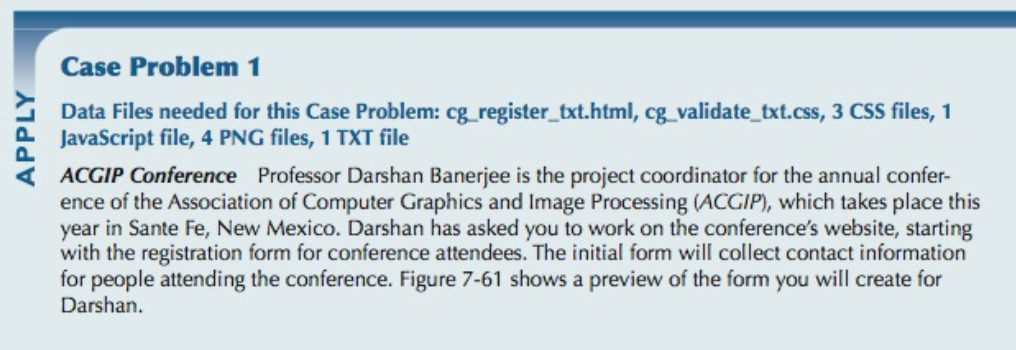 Case Problem 1
Data Files needed for this Case Problem: cg_register_txt.html, cg_validate_txt.css, 3 CSS files, 1
JavaScript file, 4 PNG files, 1 TXT file
APPLY
ACGIP Conference Professor Darshan Banerjee is the project coordinator for the annual confer-
ence of the Association of Computer Graphics and Image Processing (ACGIP), which takes place this
year in Sante Fe, New Mexico. Darshan has asked you to work on the conference's website, starting
with the registration form for conference attendees. The initial form will collect contact information
for people attending the conference. Figure 7-61 shows a preview of the form you will create for
Darshan.